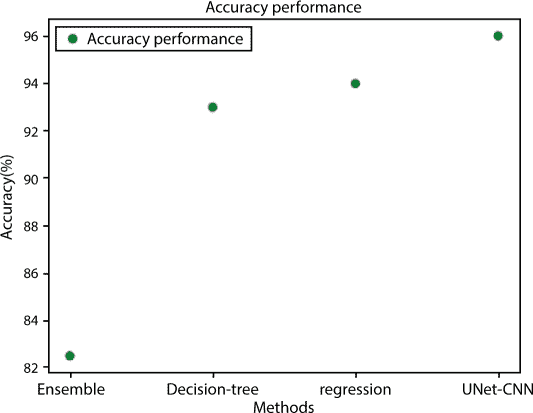 Accuracy performance
Accuracy performance
96
94
92
90
88
86
84
82
Accuracy(%)
Ensemble Decision-tree regression UNet-CNN
Methods